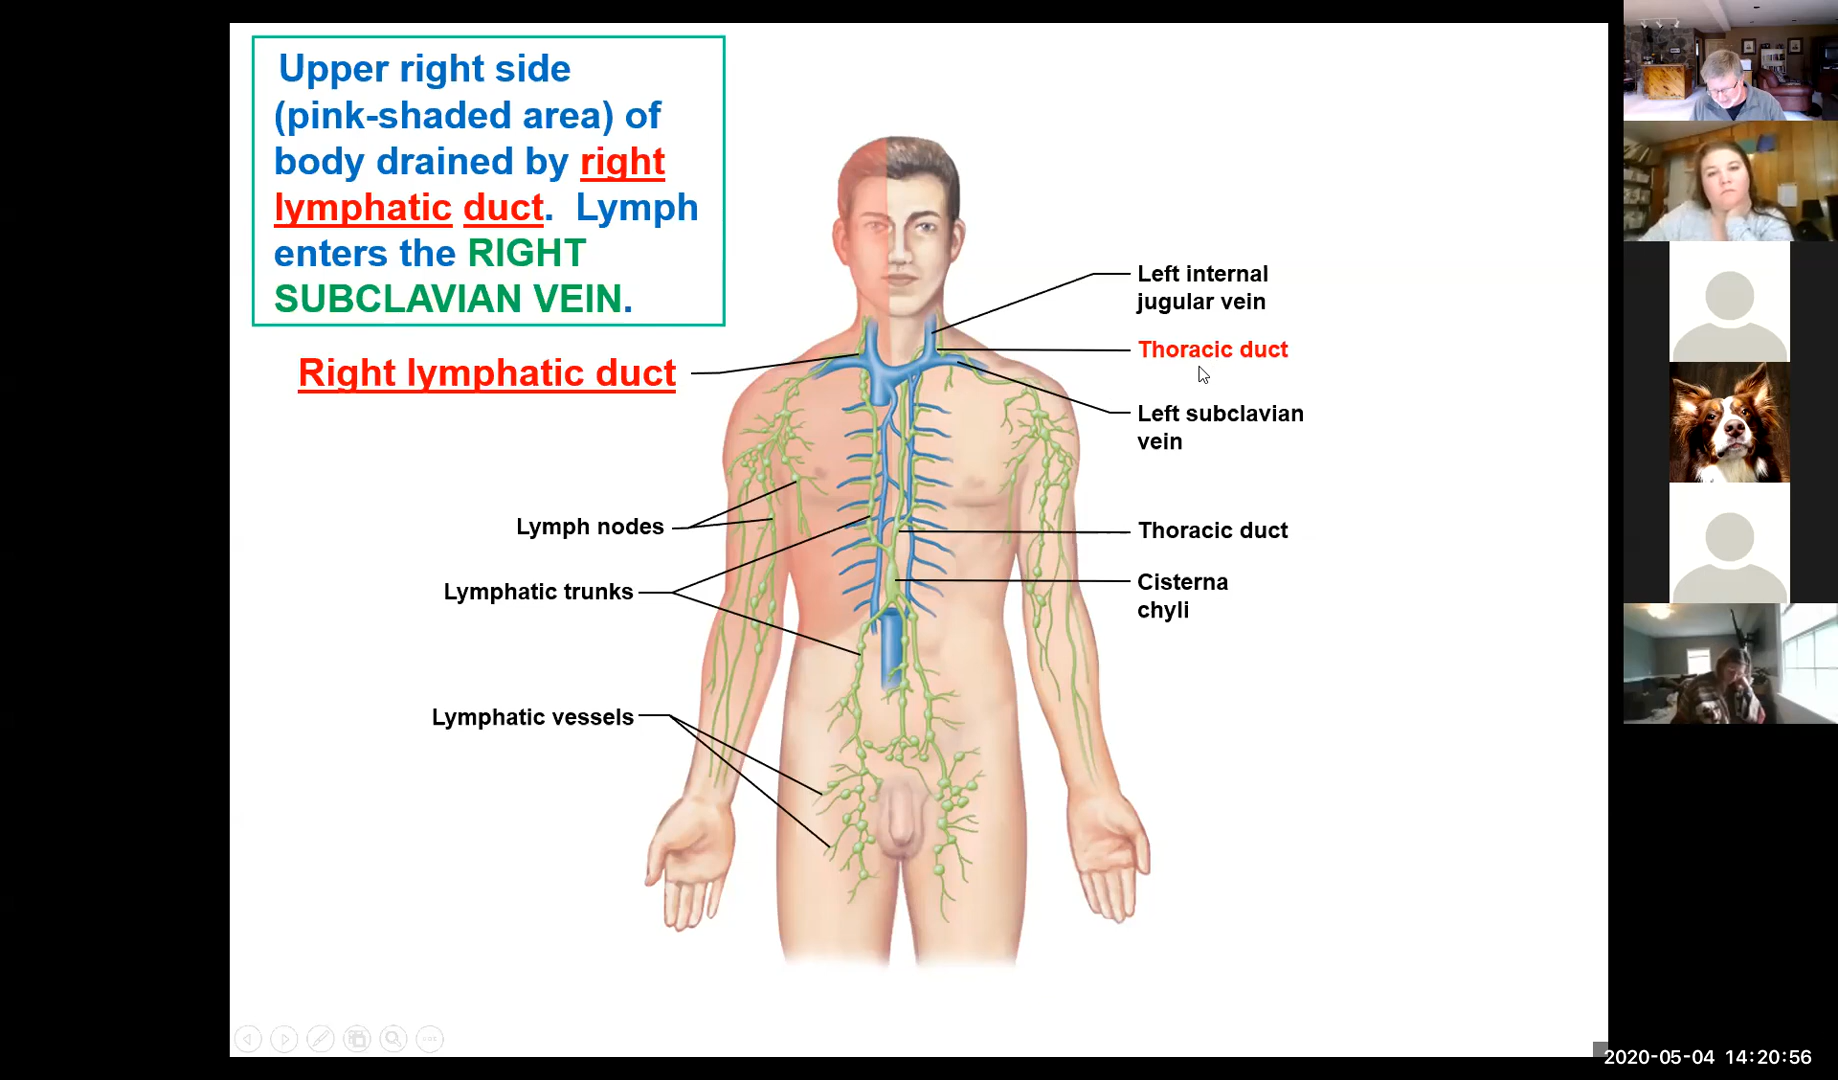 Upper right side
(pink-shaded area) of
body drained by right
lymphatic duct. Lymph
enters the RIGHT
SUBCLAVIAN VEIN.
Right lymphatic duct
Left internal
jugular vein
Thoracic duct
Left subclavian
vein
Lymph nodes
Thoracic duct
Lymphatic trunks
Cisterna
chyli
Lymphatic vessels
2020-05-04 14:20:56